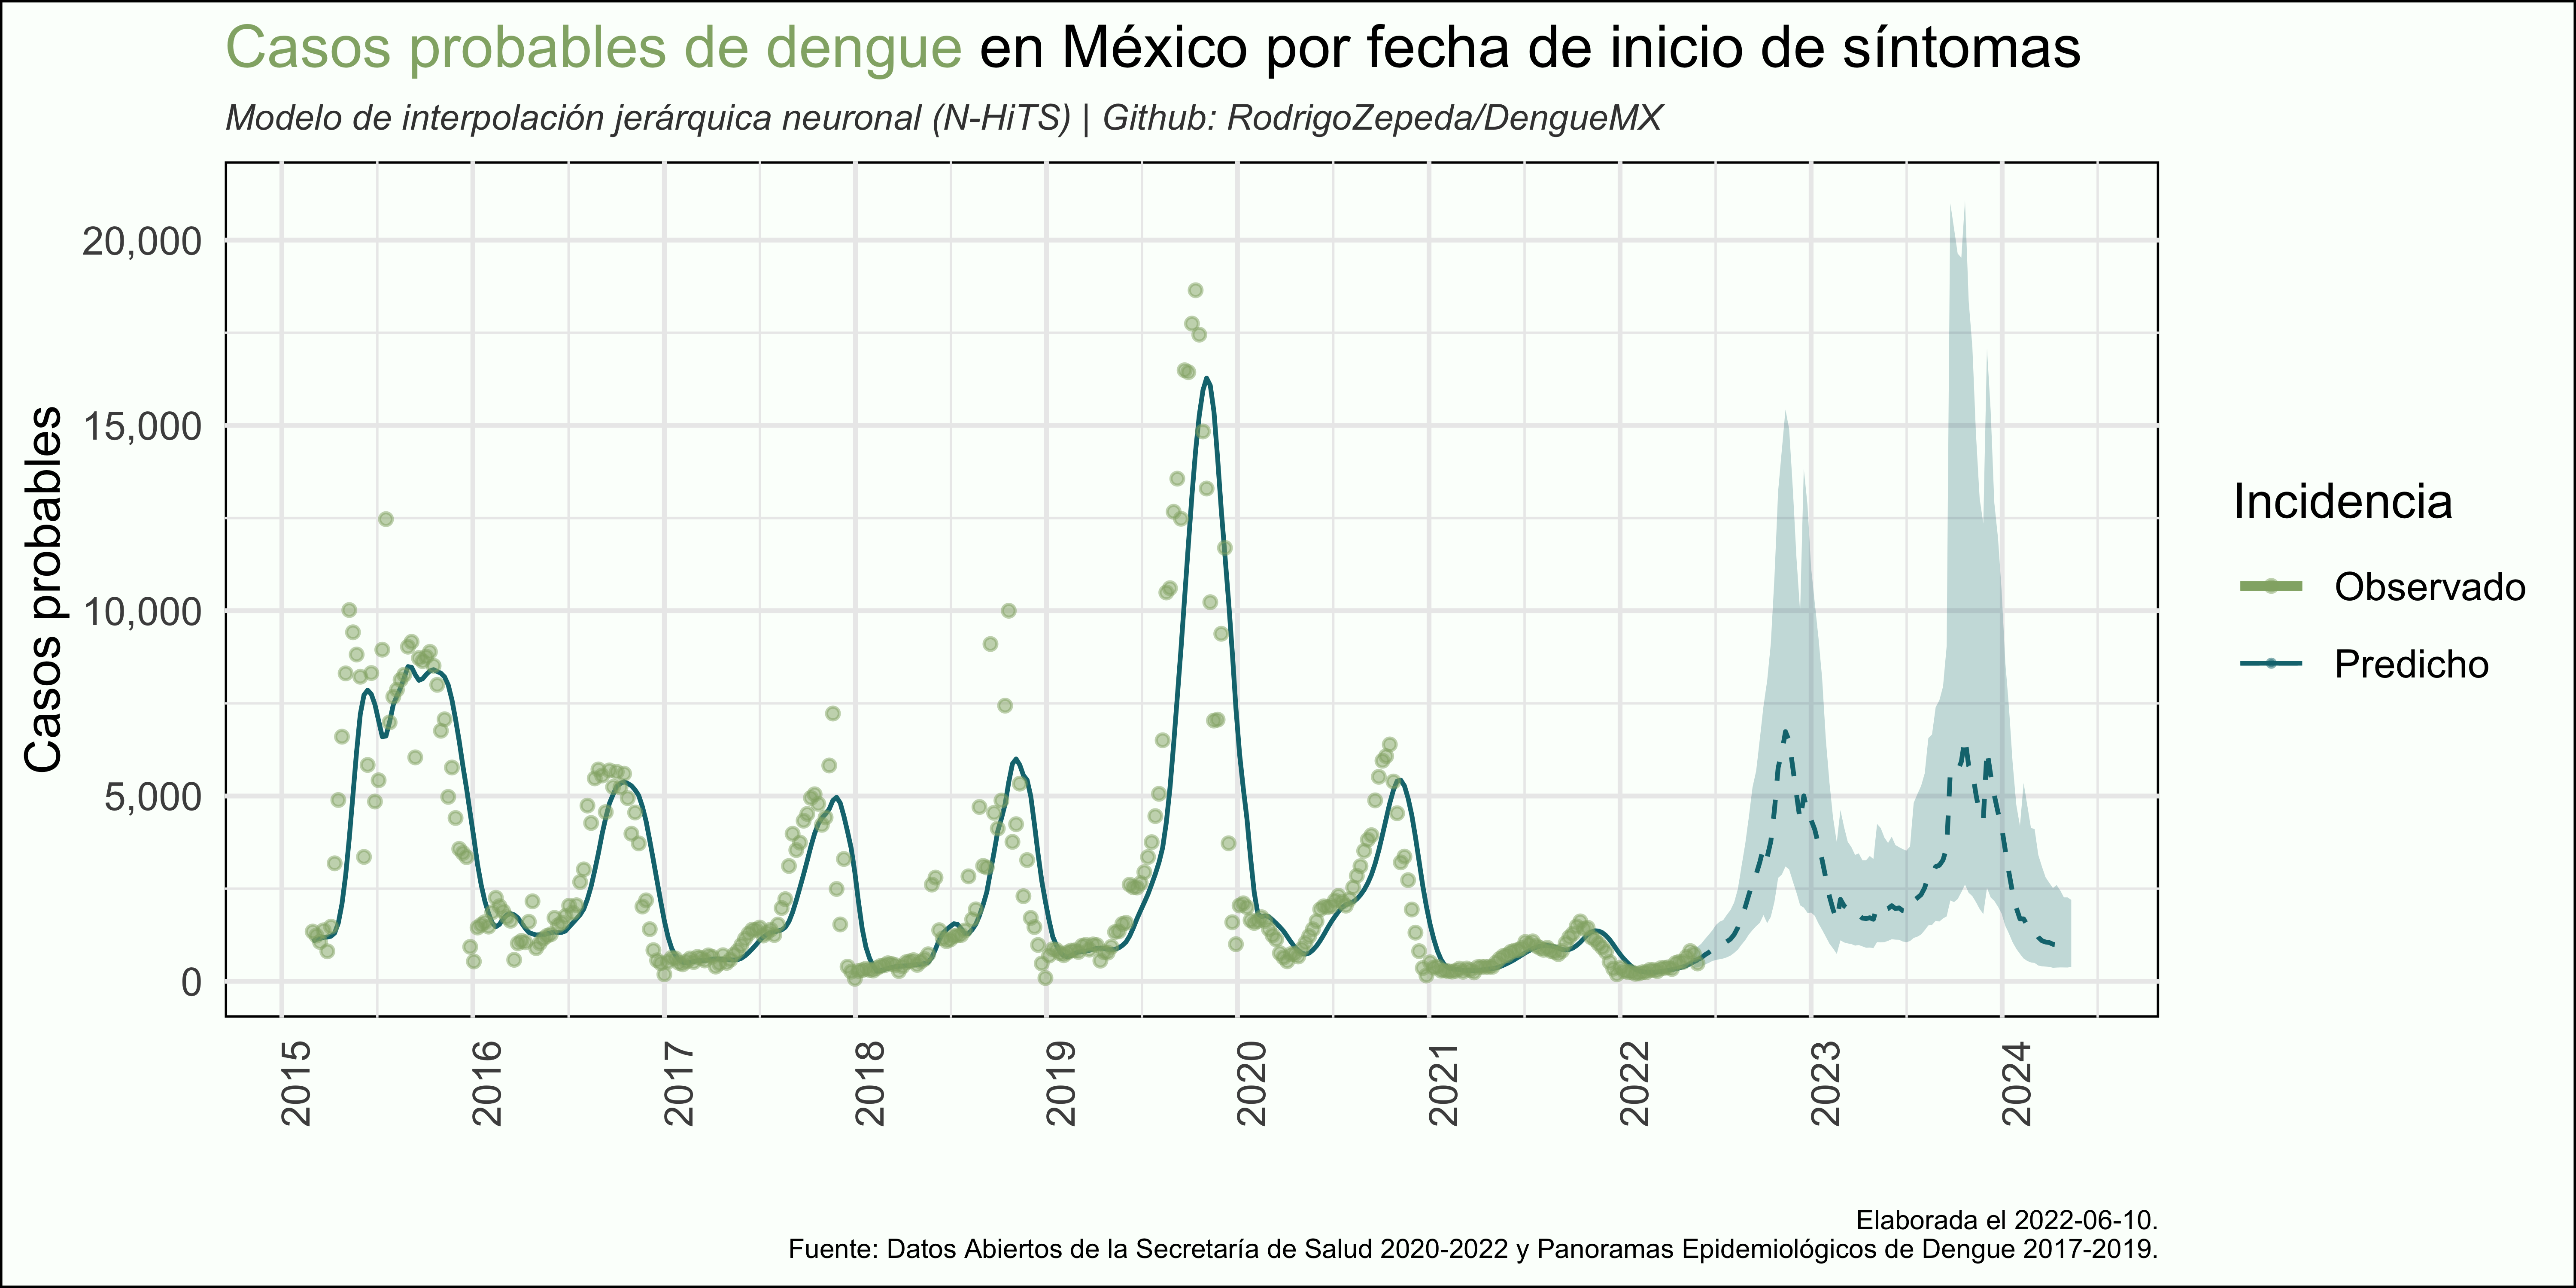 Casos probables de dengue en México por fecha de inicio de síntomas
Modelo de interpolación jerárquica neuronal (N-HiTS) | Github: RodrigoZepeda/DengueMX
Casos probables
20,000
15,000
10,000
5,000
0
2015
2016
2017
2018
2019
2020
2021
2022
2023
2024
Incidencia
Observado
Predicho
Elaborada el 2022-06-10.
Fuente: Datos Abiertos de la Secretaría de Salud 2020-2022 y Panoramas Epidemiológicos de Dengue 2017-2019.